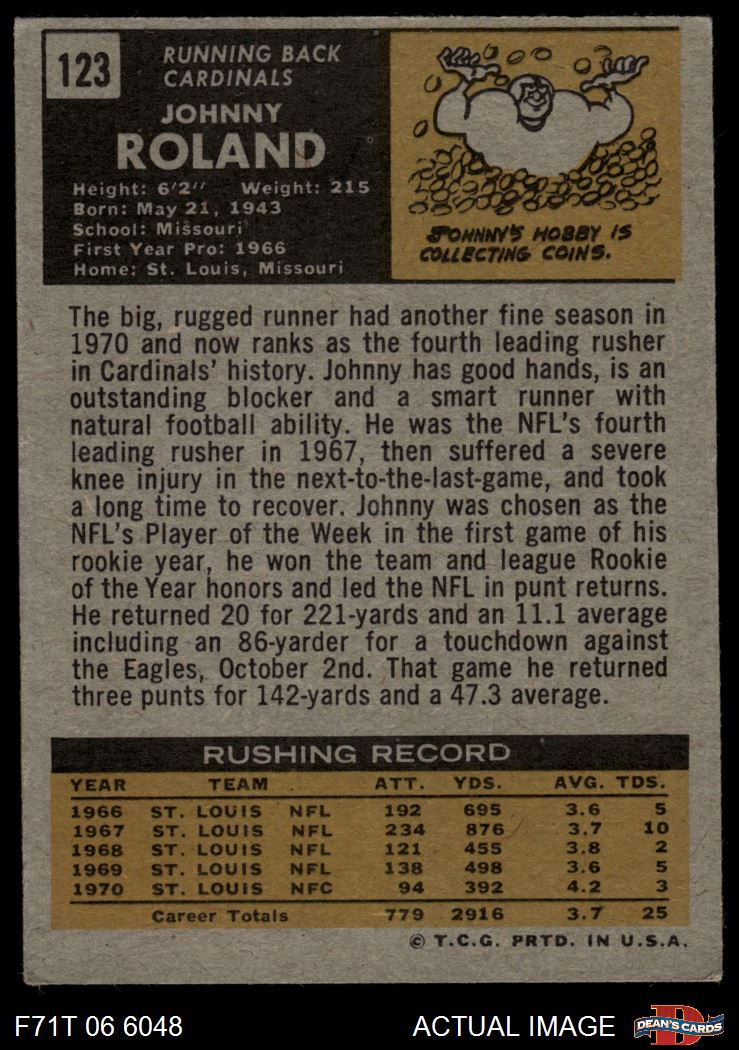 123
RUNNING BACK
CARDINALS
JOHNNY
ROLAND
Height: 6'2" Weight: 215
Born: May 21, 1943
School: Missouri
First Year Pro: 1966
Home: St. Louis, Missouri
JOHNNY'S HOBBY IS
COLLECTING COINS.
The big, rugged runner had another fine season in
1970 and now ranks as the fourth leading rusher
in Cardinals' history. Johnny has good hands, is an
outstanding blocker and a smart runner with
natural football ability. He was the NFL's fourth
leading rusher in 1967, then suffered a severe
knee injury in the next-to-the-last-game, and took
a long time to recover. Johnny was chosen as the
NFL's Player of the Week in the first game of his
rookie year, he won the team and league Rookie
of the Year honors and led the NFL in punt returns.
He returned 20 for 221-yards and an 11.1 average
including an 86-yarder for a touchdown against
the Eagles, October 2nd. That game he returned
three punts for 142-yards and a 47.3 average.
RUSHING RECORD
YEAR TEAM ATT. YDS. AVG. TDS.
1966 ST. LOUIS NFL 192 695 3.6 5
1967 ST. LOUIS NFL 234 876 3.7 10
1968 ST. LOUIS NFL 121 455 3.8 2
1969 ST. LOUIS NFL 138 498 3.6 5
1970 ST. LOUIS NFC 94 392 4.2 3
Career Totals 779 2916 3.7 25
© T.C.G. PRTD. IN U.S.A.
F71T 06 6048 ACTUAL IMAGE D DEAN'S CARDS